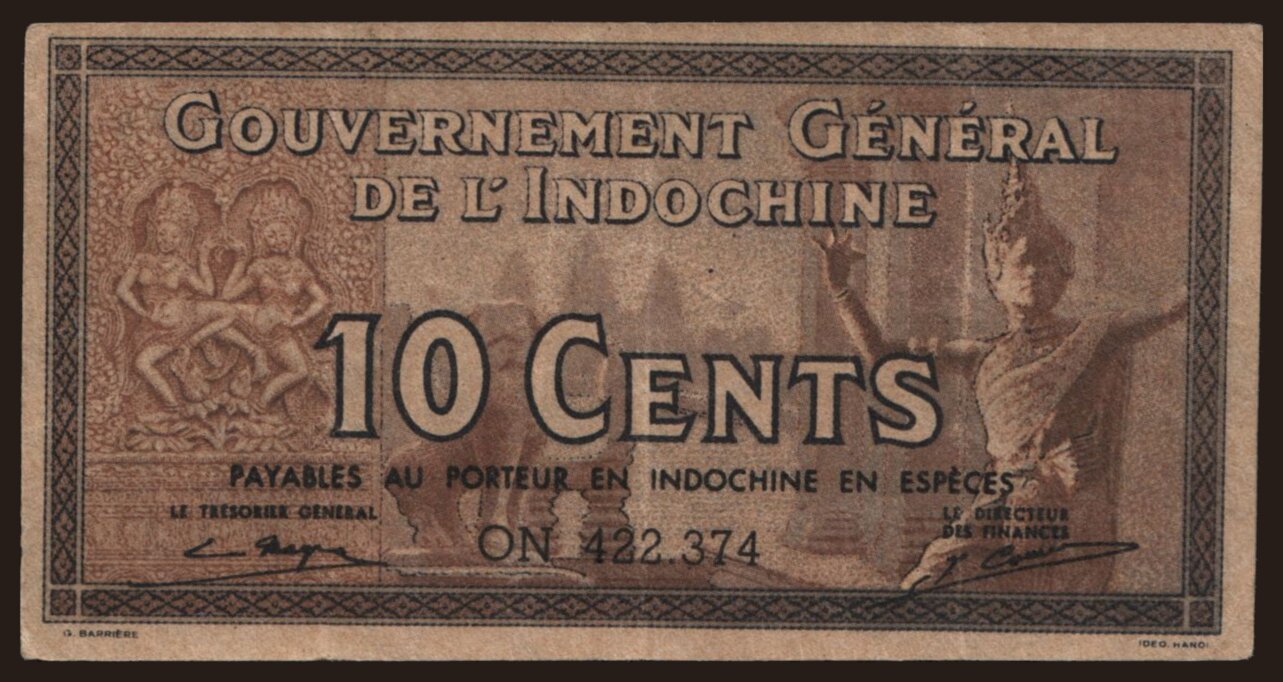 GOUVERNEMENT GÉNÉRAL
DE L'INDOCHINE
10 CENTS
PAYABLES AU PORTEUR EN INDOCHINE EN ESPÈCES
LE TRÉSORIER GÉNÉRAL
LE DIRECTEUR
DES FINANCES
ON 422.374
G. BARRIÈRE
IDEO. HANOI